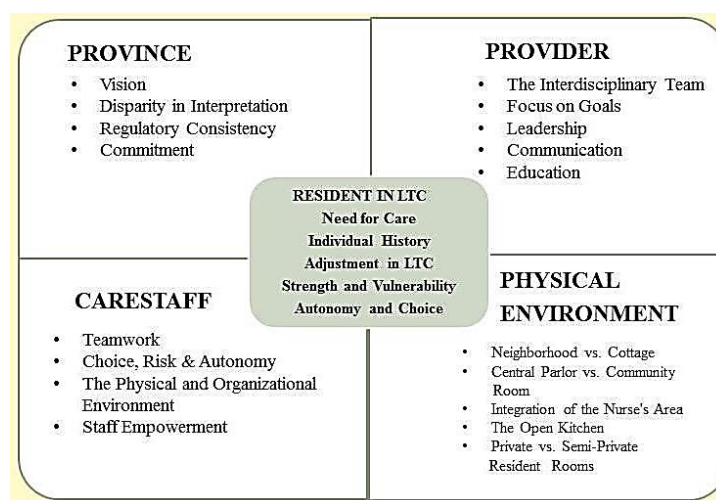 PROVINCE
• Vision
• Disparity in Interpretation
• Regulatory Consistency
• Commitment
PROVIDER
• The Interdisciplinary Team
• Focus on Goals
• Leadership
• Communication
• Education
RESIDENT IN LTC
Need for Care
Individual History
Adjustment in LTC
Strength and Vulnerability
Autonomy and Choice
CARESTAFF
• Teamwork
• Choice, Risk & Autonomy
• The Physical and Organizational
Environment
• Staff Empowerment
PHYSICAL
ENVIRONMENT
• Neighborhood vs. Cottage
• Central Parlor vs. Community
Room
• Integration of the Nurse's Area
• The Open Kitchen
• Private vs. Semi-Private
Resident Rooms